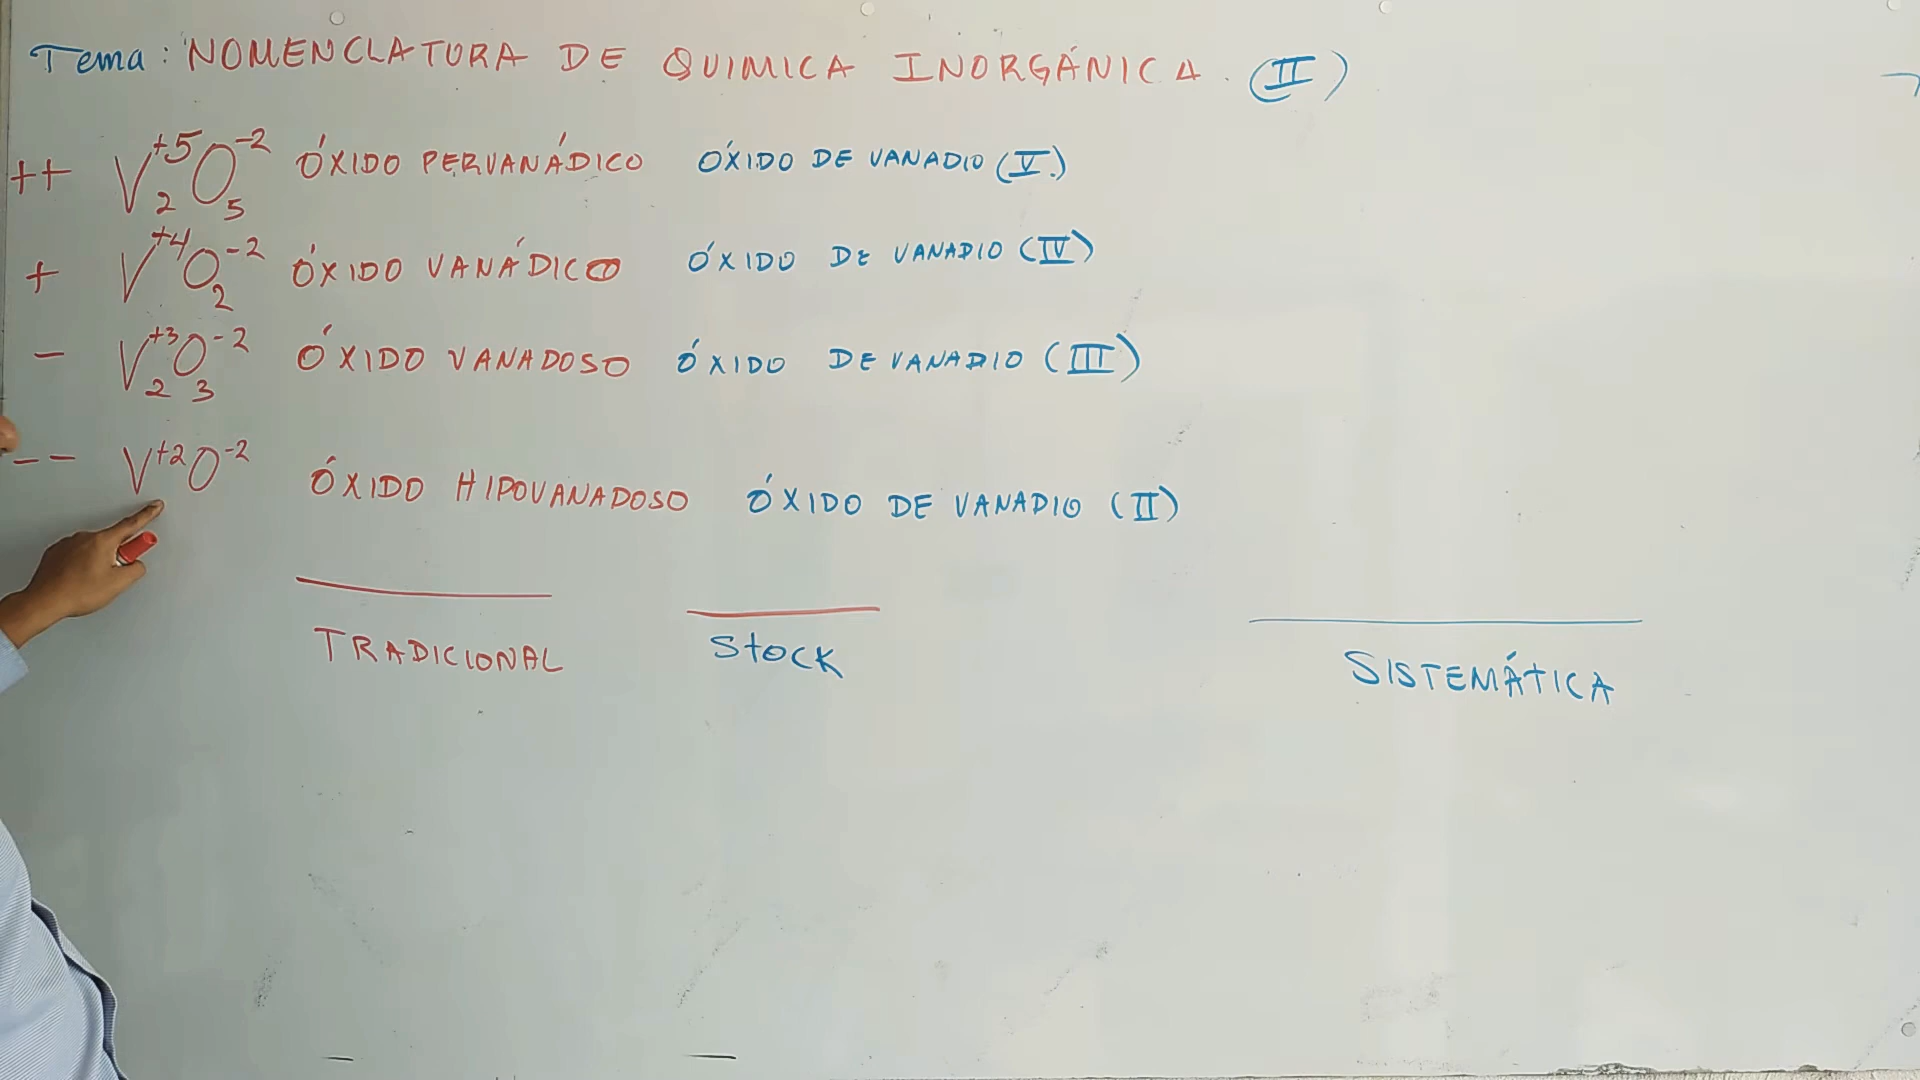 Tema: NOMENCLATURA DE QUIMICA INORGÁNICA. (II)
++ V₂⁺⁵O₅⁻² ÓXIDO PERVANÁDICO ÓXIDO DE VANADIO (V.)
+ V⁺⁴O₂⁻² ÓXIDO VANÁDICO ÓXIDO DE VANADIO (IV)
- V₂⁺³O₃⁻² ÓXIDO VANADOSO ÓXIDO DE VANADIO (III)
-- V⁺²O⁻² ÓXIDO HIPOVANADOSO ÓXIDO DE VANADIO (II)
TRADICIONAL Stock SISTEMÁTICA